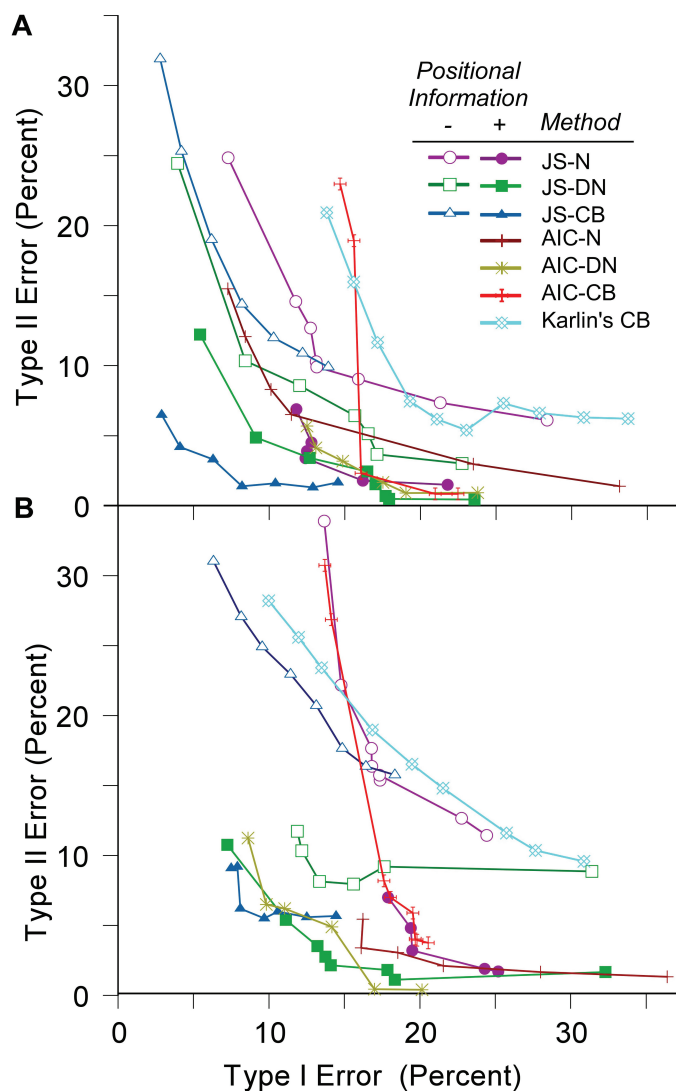 A
Type II Error (Percent)
30
20
10
0
Positional
Information
- + Method
JS-N
JS-DN
JS-CB
AIC-N
AIC-DN
AIC-CB
Karlin's CB
B
Type II Error (Percent)
30
20
10
0
0 10 20 30
Type I Error (Percent)